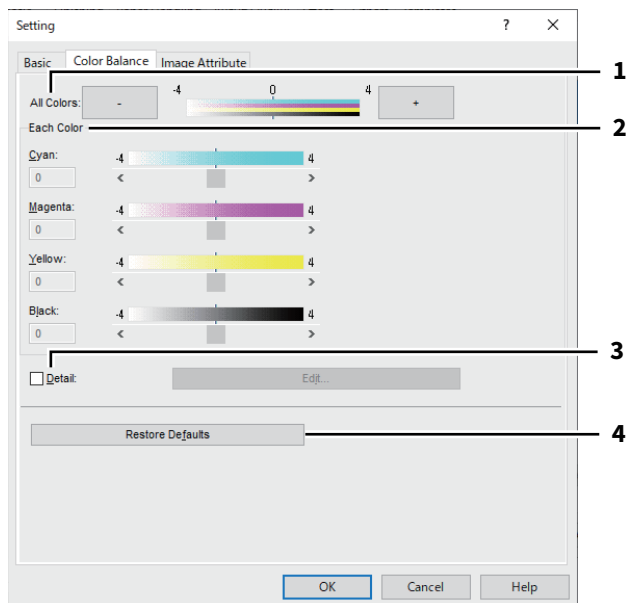 Setting ? ×
Basic Color Balance Image Attribute
1
-4 0 4
All Colors: - +
2
Each Color
Cyan: -4 4
0 < >
Magenta: -4 4
0 < >
Yellow: -4 4
0 < >
Black: -4 4
0 < >
3
Detail: Edit...
Restore Defaults 4
OK Cancel Help